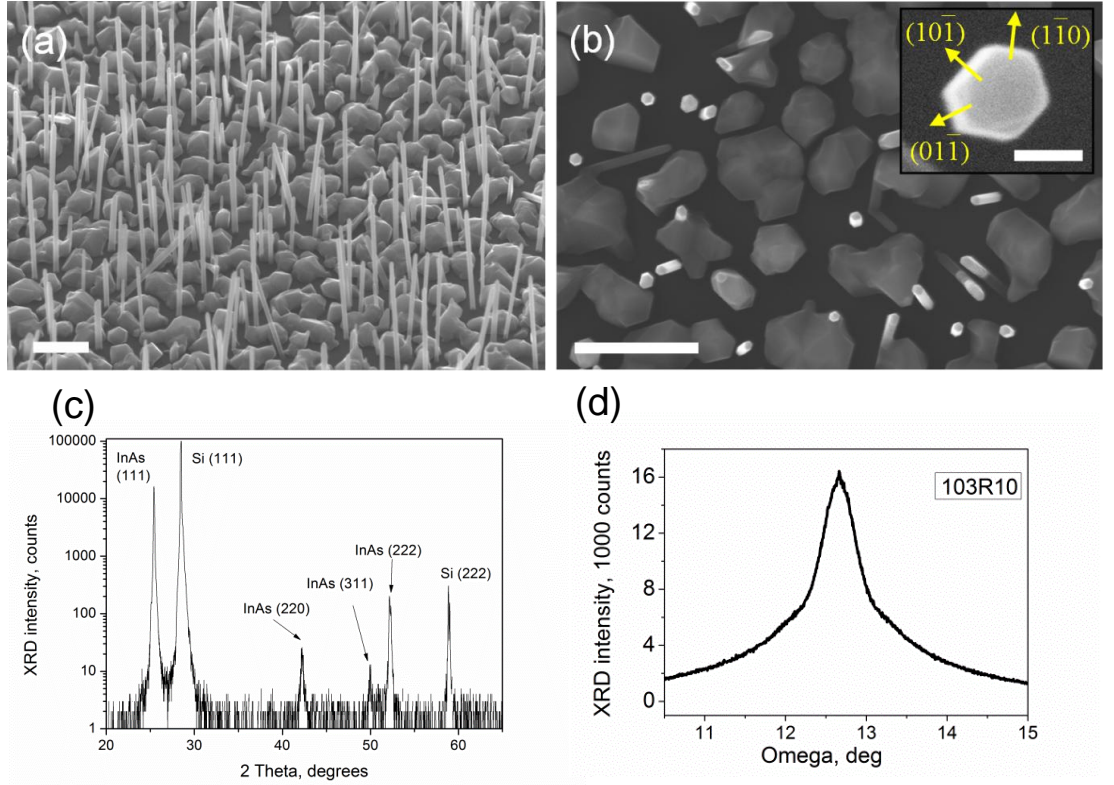 (a)
(b)
(101̅)
(11̅0)
(011̅)
(c)
(d)
100000
10000
1000
100
10
1
XRD intensity, counts
InAs
(111)
Si (111)
InAs (220)
InAs (311)
InAs (222)
Si (222)
20
30
40
50
60
2 Theta, degrees
16
12
8
4
0
XRD intensity, 1000 counts
103R10
11
12
13
14
15
Omega, deg